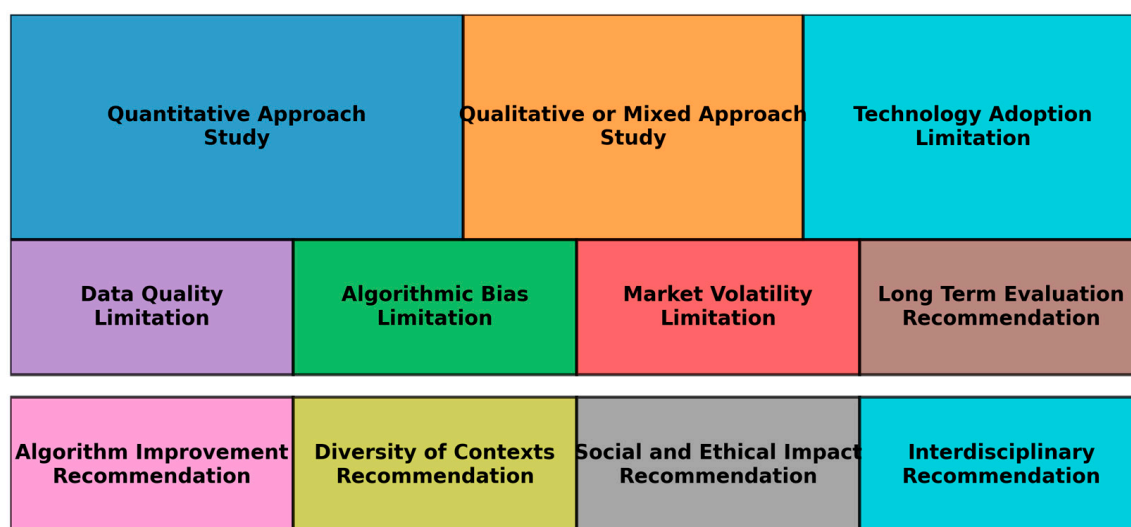 Quantitative Approach
Study
Qualitative or Mixed Approach
Study
Technology Adoption
Limitation
Data Quality
Limitation
Algorithmic Bias
Limitation
Market Volatility
Limitation
Long Term Evaluation
Recommendation
Algorithm Improvement
Recommendation
Diversity of Contexts
Recommendation
Social and Ethical Impact
Recommendation
Interdisciplinary
Recommendation